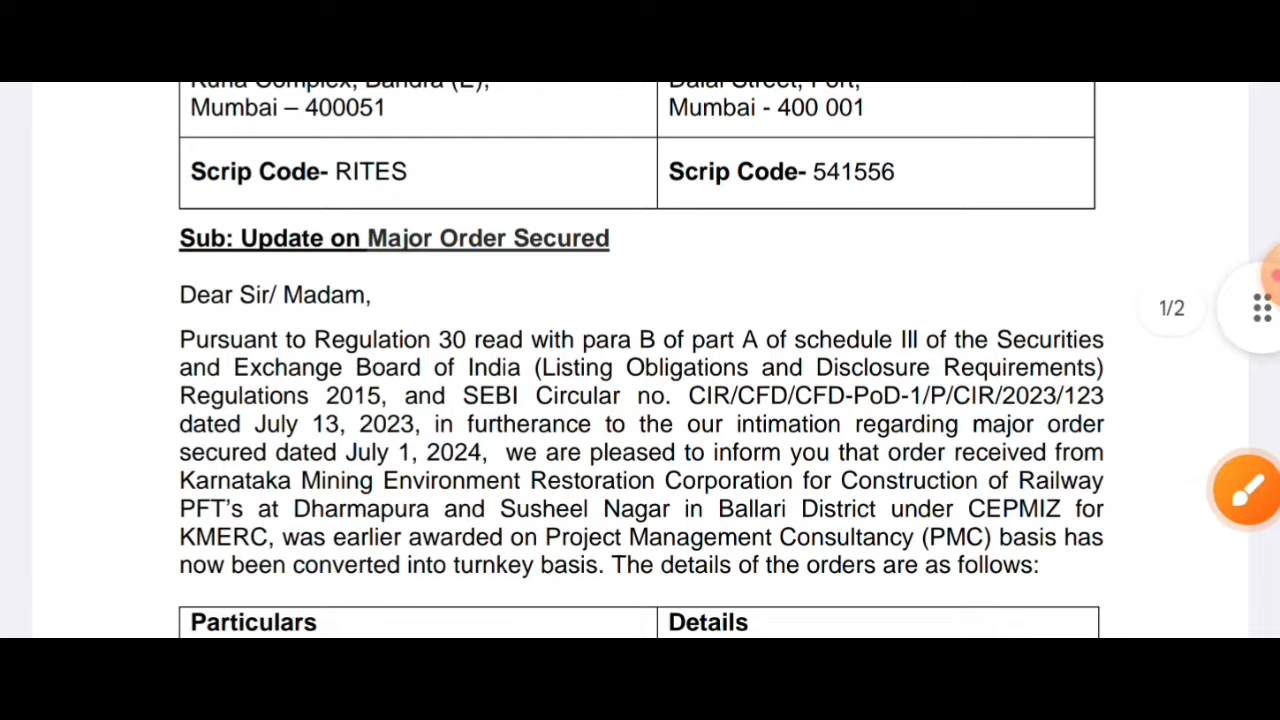 Mumbai – 400051
Mumbai - 400 001
Scrip Code- RITES
Scrip Code- 541556
Sub: Update on Major Order Secured
Dear Sir/ Madam,
Pursuant to Regulation 30 read with para B of part A of schedule III of the Securities
and Exchange Board of India (Listing Obligations and Disclosure Requirements)
Regulations 2015, and SEBI Circular no. CIR/CFD/CFD-PoD-1/P/CIR/2023/123
dated July 13, 2023, in furtherance to the our intimation regarding major order
secured dated July 1, 2024, we are pleased to inform you that order received from
Karnataka Mining Environment Restoration Corporation for Construction of Railway
PFT’s at Dharmapura and Susheel Nagar in Ballari District under CEPMIZ for
KMERC, was earlier awarded on Project Management Consultancy (PMC) basis has
now been converted into turnkey basis. The details of the orders are as follows:
Particulars
Details
1/2